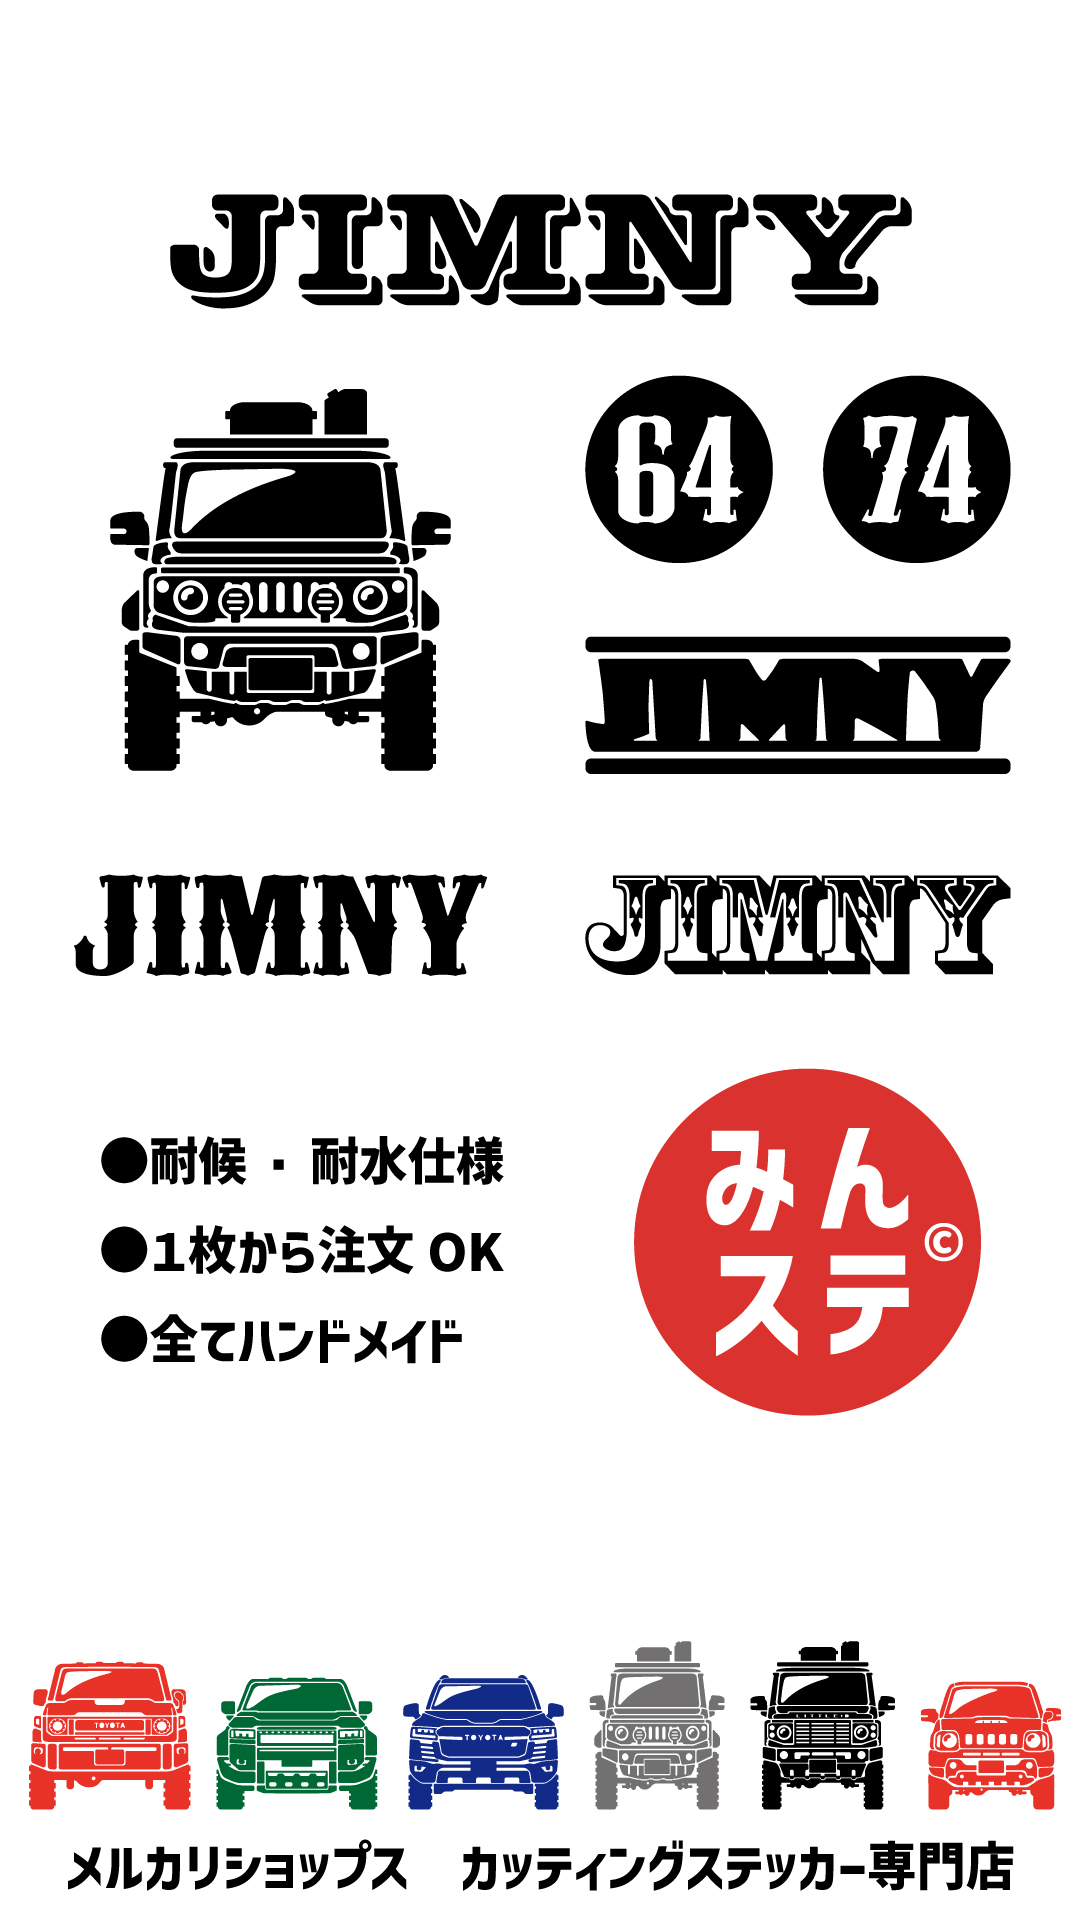 JIMNY
64 74
JIMNY
JIMNY JIMNY
●耐候 - 耐水仕様
●1枚から注文 OK
●全てハンドメイド
みん
ステ©
TOYOTA TOYOTA
メルカリショップス カッティングステッカー専門店